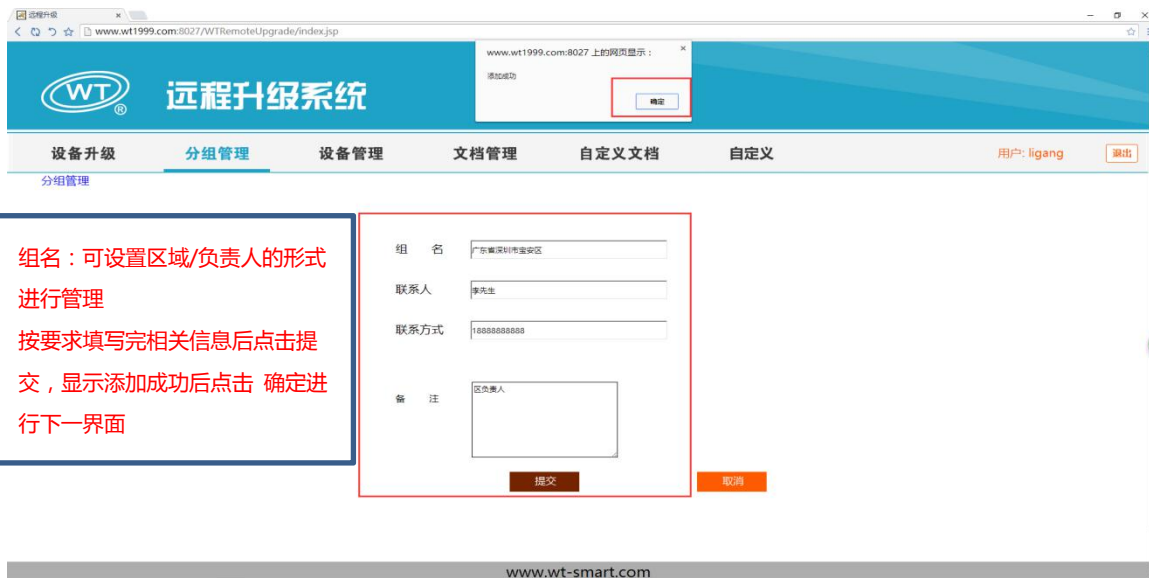 远程升级
www.wt1999.com:8027/WTRemoteUpgrade/index.jsp
www.wt1999.com:8027 上的网页显示：
添加成功
确定
WT®
远程升级系统
设备升级 分组管理 设备管理 文档管理 自定义文档 自定义 用户: ligang 退出
分组管理
组名：可设置区域/负责人的形式
进行管理
按要求填写完相关信息后点击提
交，显示添加成功后点击 确定进
行下一界面
组 名 广东省深圳市宝安区
联系人 李先生
联系方式 18888888888
备 注 区负责人
提交 取消
www.wt-smart.com